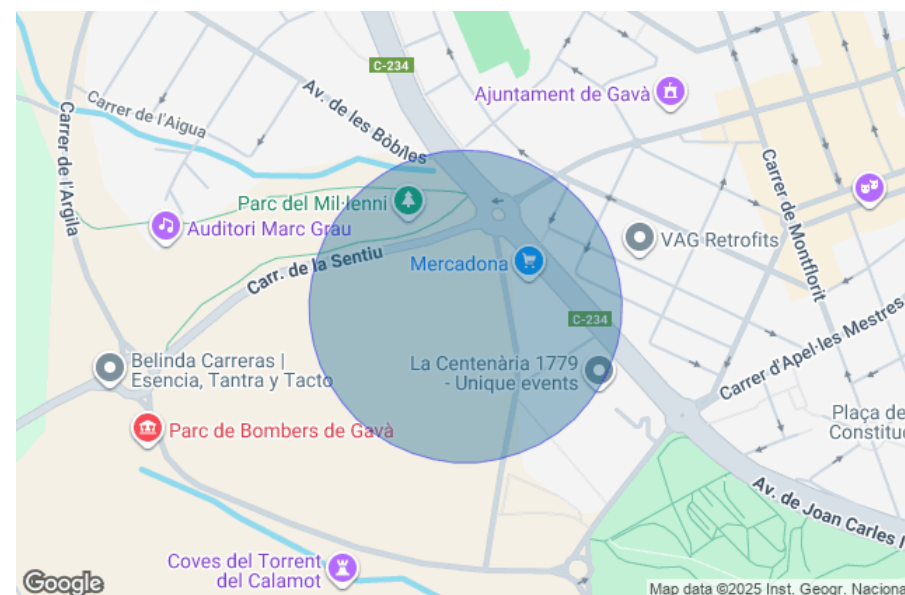 C-234
Av. de les Bòbiles
Ajuntament de Gavà
Carrer de l'Aigua
Carrer de l'Argila
Carrer de Montflorit
Parc del Mil·lenni
Auditori Marc Grau
VAG Retrofits
Carr. de la Sentiu
Mercadona
C-234
Carrer d'Apel·les Mestres
Belinda Carreras |
Esencia, Tantra y Tacto
La Centenària 1779
- Unique events
Parc de Bombers de Gavà
Plaça de
Constituc
Av. de Joan Carles I
Coves del Torrent
del Calamot
Google
Map data ©2025 Inst. Geogr. Naciona